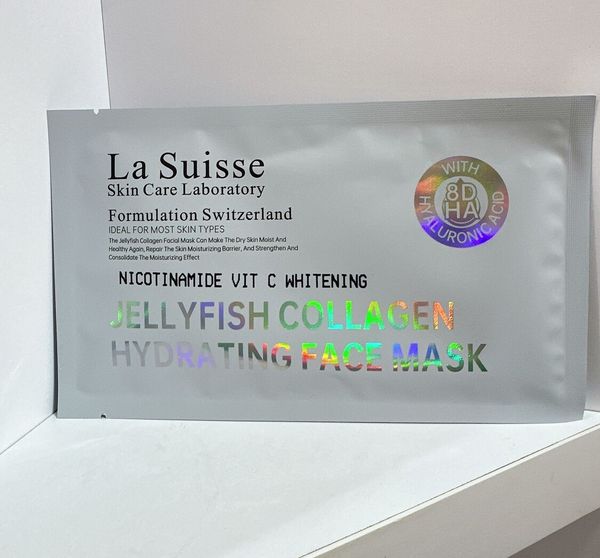 La Suisse
Skin Care Laboratory
Formulation Switzerland
IDEAL FOR MOST SKIN TYPES
The Jellyfish Collagen Facial Mask Can Make The Dry Skin Moist And
Healthy Again, Repair The Skin Moisturizing Barrier, And Strengthen And
Consolidate The Moisturizing Effect
WITH
8D
HA
HYALURONIC ACID
NICOTINAMIDE VIT C WHITENING
JELLYFISH COLLAGEN
HYDRATING FACE MASK